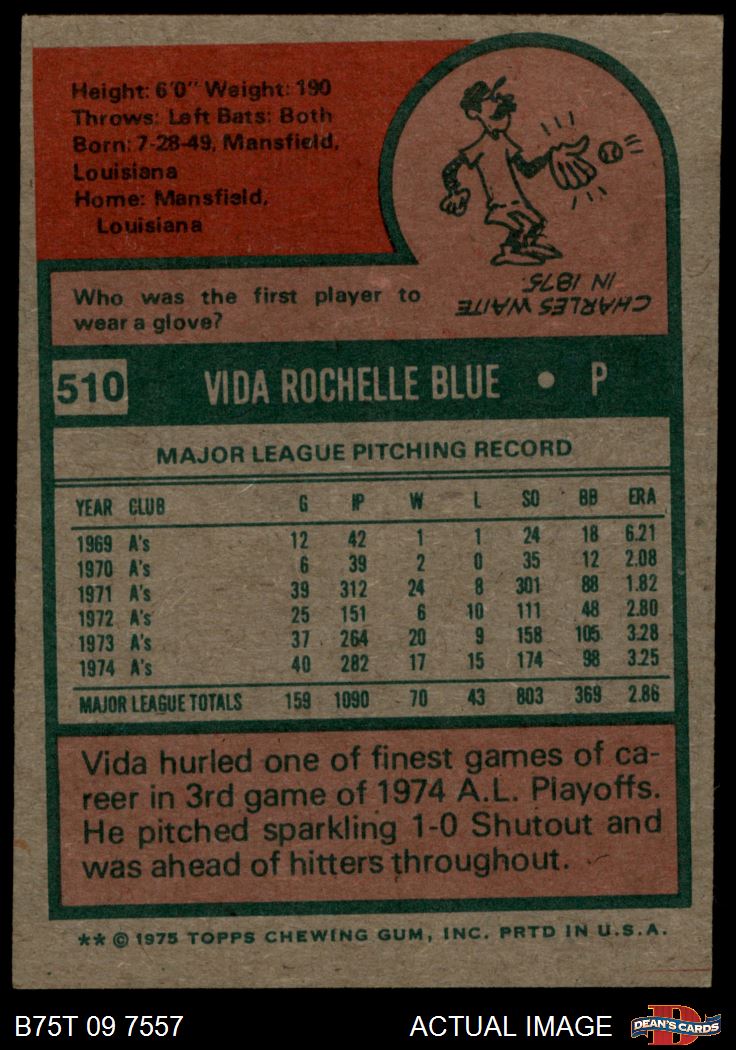 Height: 6'0" Weight: 190
Throws: Left Bats: Both
Born: 7-28-49, Mansfield,
Louisiana
Home: Mansfield,
Louisiana
Who was the first player to
wear a glove?
CHARLES WAITE
IN 1875.
510 VIDA ROCHELLE BLUE • P
MAJOR LEAGUE PITCHING RECORD
YEAR CLUB G IP W L SO BB ERA
1969 A's 12 42 1 1 24 18 6.21
1970 A's 6 39 2 0 35 12 2.08
1971 A's 39 312 24 8 301 88 1.82
1972 A's 25 151 6 10 111 48 2.80
1973 A's 37 264 20 9 158 105 3.28
1974 A's 40 282 17 15 174 98 3.25
MAJOR LEAGUE TOTALS 159 1090 70 43 803 369 2.86
Vida hurled one of finest games of ca-
reer in 3rd game of 1974 A.L. Playoffs.
He pitched sparkling 1-0 Shutout and
was ahead of hitters throughout.
** © 1975 TOPPS CHEWING GUM, INC. PRTD IN U.S.A.
B75T 09 7557 ACTUAL IMAGE DEAN'S CARDS